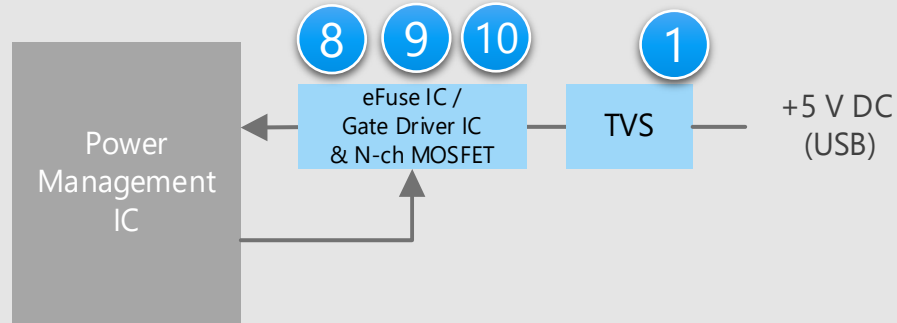 8 9 10 1
eFuse IC /
Gate Driver IC
& N-ch MOSFET
TVS
+5 V DC
(USB)
Power
Management
IC